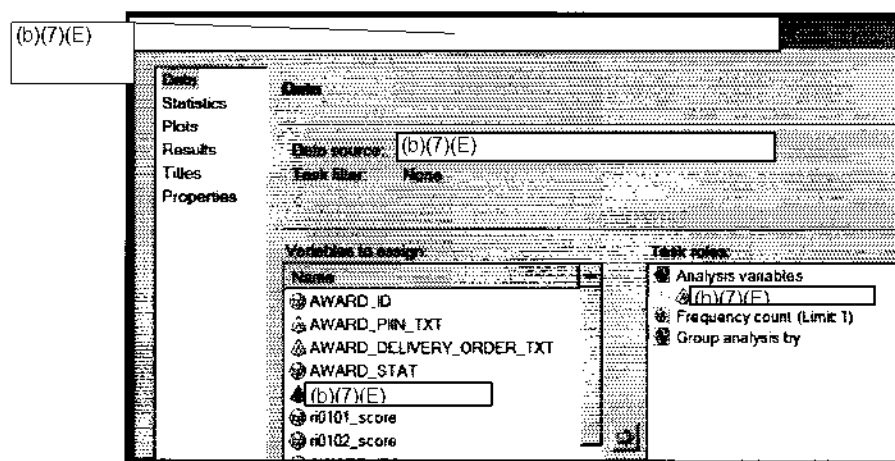 (b)(7)(E)
Data
Statistics
Plots
Results
Titles
Properties
Data
Data source: (b)(7)(E)
Task filter: None
Variables to assign:
Name
AWARD_ID
AWARD_PIIN_TXT
AWARD_DELIVERY_ORDER_TXT
AWARD_STAT
(b)(7)(E)
ri0101_score
ri0102_score
Task roles:
Analysis variables
(b)(7)(E)
Frequency count (Limit: 1)
Group analysis by